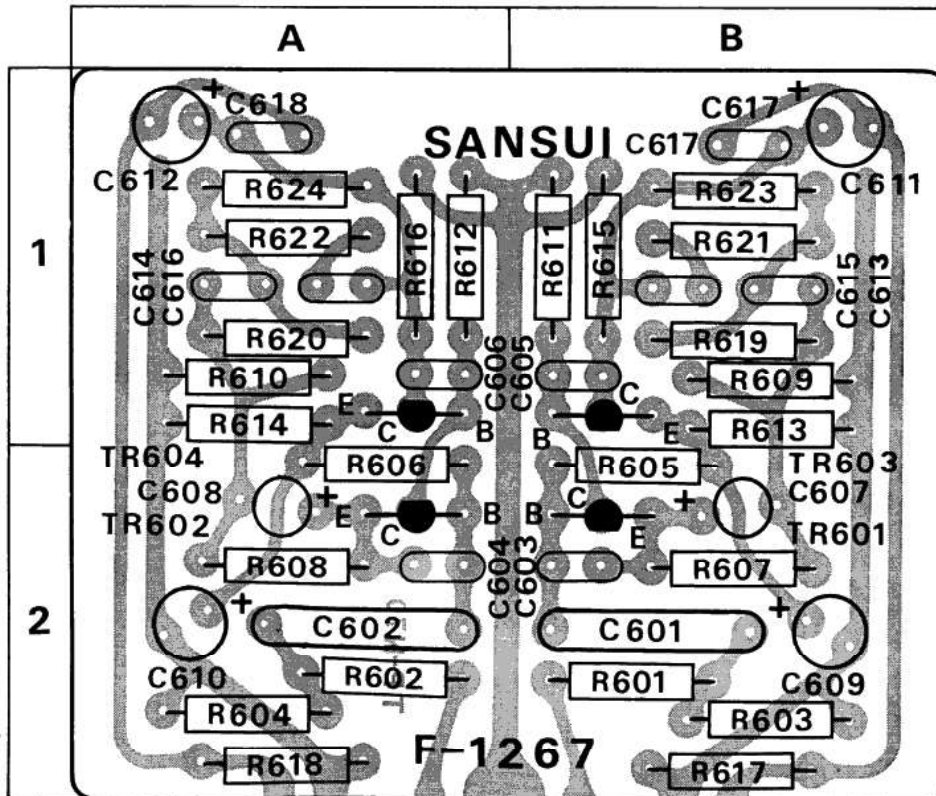 A B
1
2
C618
C617
SANSUI
C617
C612
R624
R623
C611
R622
R621
C614
C616
R616
R612
R611
R615
C615
C613
R620
R619
R610
C606
C605
R609
E
C
B
R614
B
C
E
R613
TR604
R606
R605
TR603
C608
C607
TR602
E
C
B
B
C
E
TR601
R608
C604
C603
R607
C602
C601
C610
R602
R601
C609
R604
R603
R618
F-1267
R617